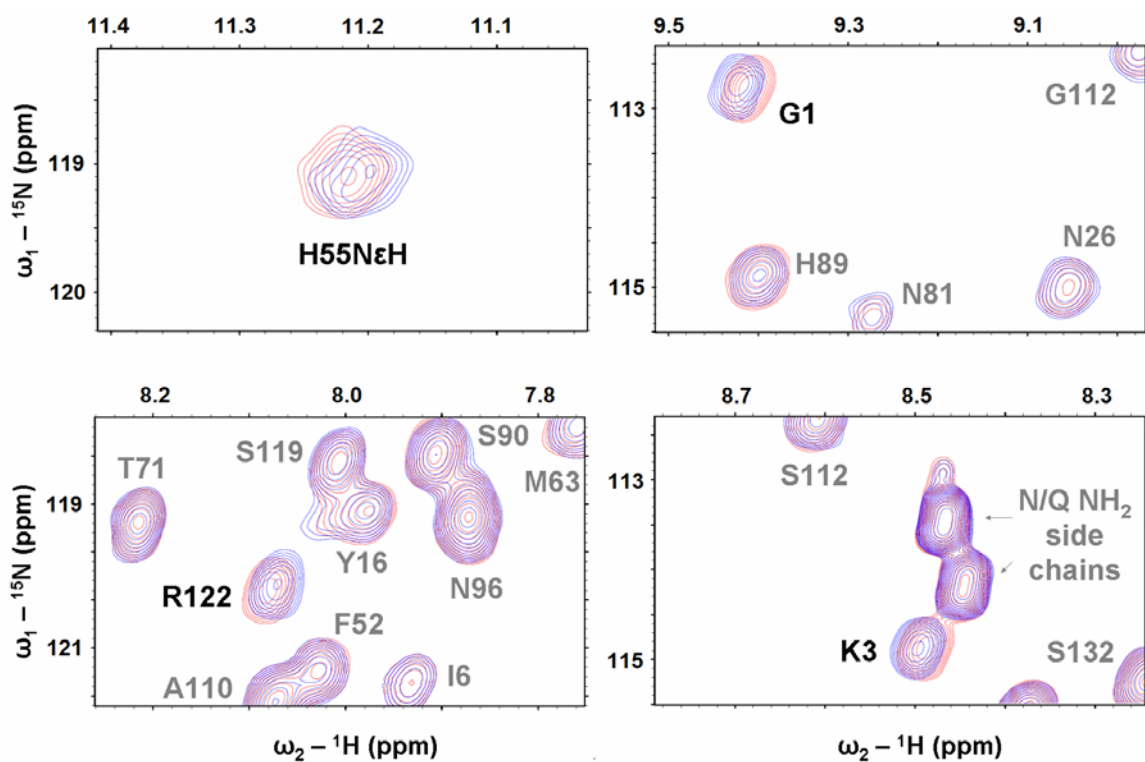 11.4 11.3 11.2 11.1
9.5 9.3 9.1
ω₁ – ¹⁵N (ppm)
119
120
H55NεH
113
115
G1
G112
H89
N81
N26
8.2 8.0 7.8
8.7 8.5 8.3
ω₁ – ¹⁵N (ppm)
119
121
T71
S119
S90
M63
Y16
N96
R122
F52
A110
I6
113
115
S112
N/Q NH₂
side
chains
K3
S132
ω₂ – ¹H (ppm)
ω₂ – ¹H (ppm)